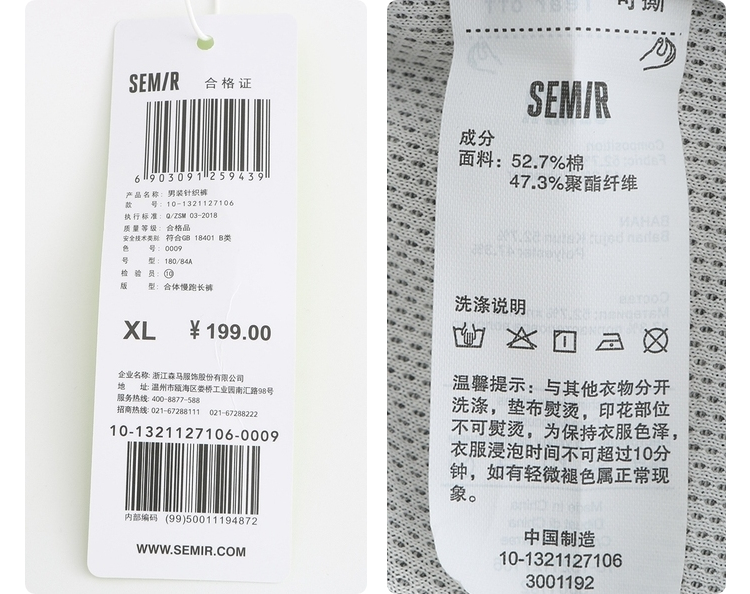 SEMIR 合格证
6 903091 259439
产品名称: 男装针织裤
款 号: 10-1321127106
执行标准: Q/ZSM 03-2018
质量等级: 合格品
安全技术类别: 符合GB 18401 B类
色 号: 0009
号 型: 180/84A
检 验 员: ⑩
版 型: 合体慢跑长裤
XL ¥199.00
企业名称: 浙江森马服饰股份有限公司
地 址: 温州市瓯海区娄桥工业园南汇路98号
服务热线: 400-8877-588
招商热线: 021-67288111 021-67288222
10-1321127106-0009
内部编码 (99)50011194872
WWW.SEMIR.COM
Tear off
可撕
SEMIR
成分
面料: 52.7%棉
47.3%聚酯纤维
洗涤说明
温馨提示: 与其他衣物分开
洗涤，垫布熨烫，印花部位
不可熨烫，为保持衣服色泽，
衣服浸泡时间不可超过10分
钟，如有轻微褪色属正常现
象。
中国制造
10-1321127106
3001192